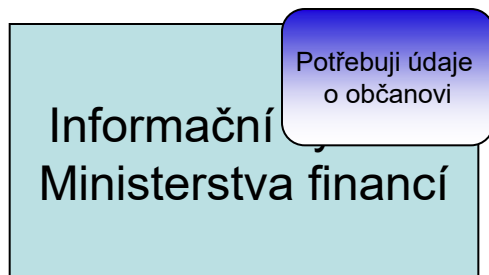 Potřebuji údaje
o občanovi
Informační
Ministerstva financí